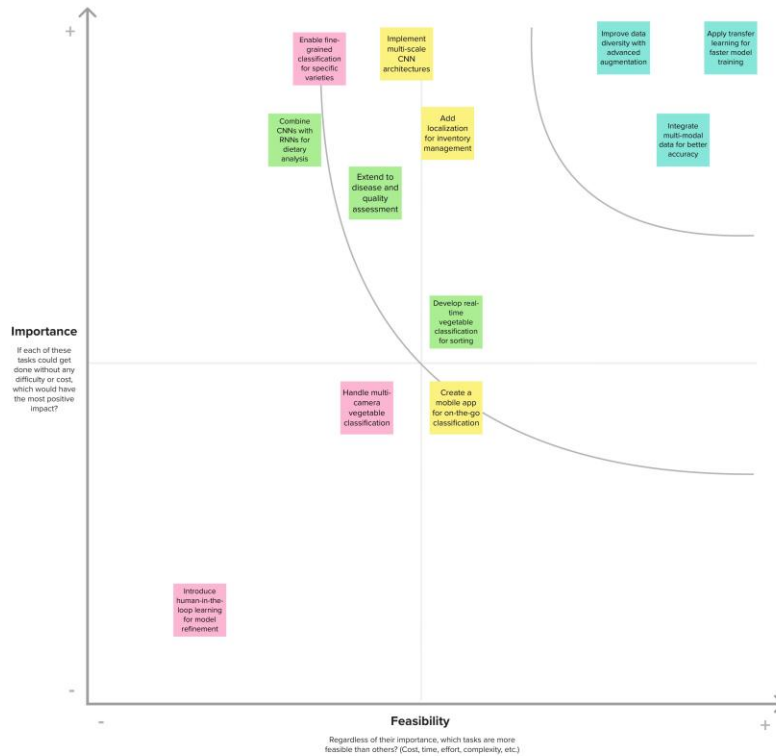 +
Enable fine-
grained
classification
for specific
varieties
Implement
multi-scale
CNN
architectures
Improve data
diversity with
advanced
augmentation
Apply transfer
learning for
faster model
training
Combine
CNNs with
RNNs for
dietary
analysis
Add
localization
for inventory
management
Integrate
multi-modal
data for better
accuracy
Extend to
disease and
quality
assessment
Develop real-
time
vegetable
classification
for sorting
Importance
If each of these
tasks could get
done without any
difficulty or cost,
which would have
the most positive
impact?
Handle multi-
camera
vegetable
classification
Create a
mobile app
for on-the-go
classification
Introduce
human-in-the-
loop learning
for model
refinement
-
-
Feasibility
+
Regardless of their importance, which tasks are more
feasible than others? (Cost, time, effort, complexity, etc.)